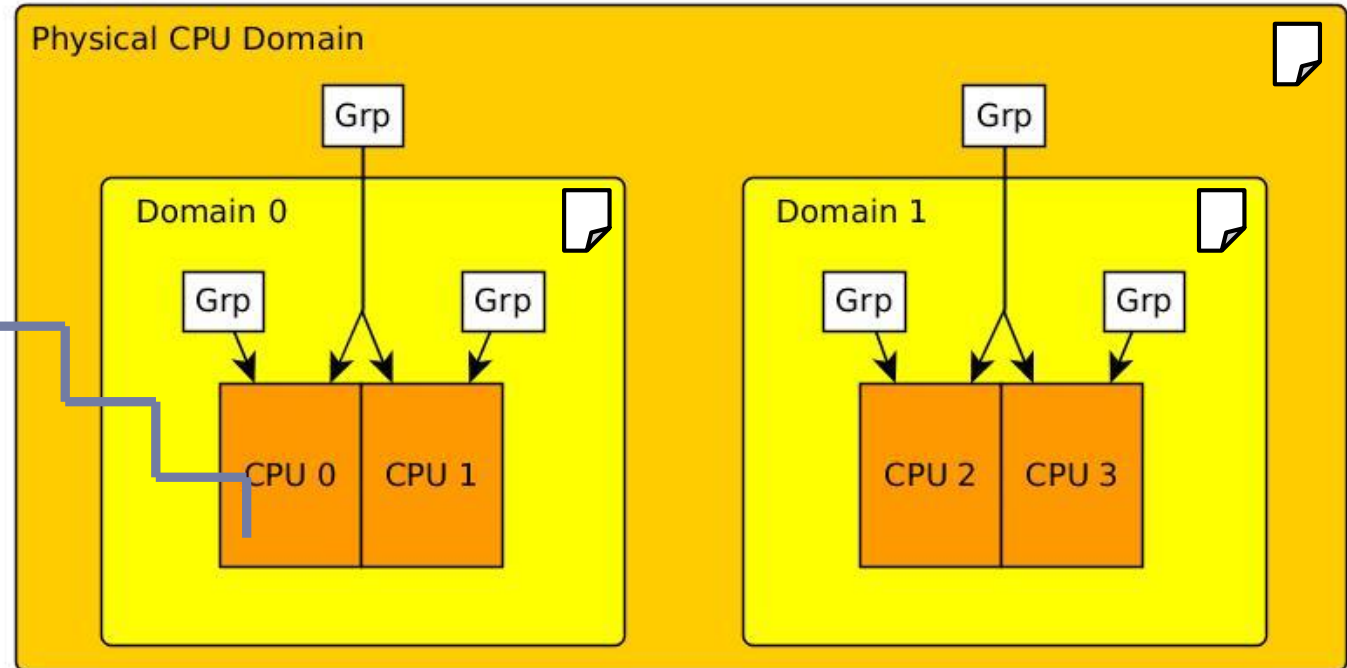 Physical CPU Domain
Grp
Grp
Domain 0
Domain 1
Grp
Grp
Grp
Grp
CPU 0
CPU 1
CPU 2
CPU 3